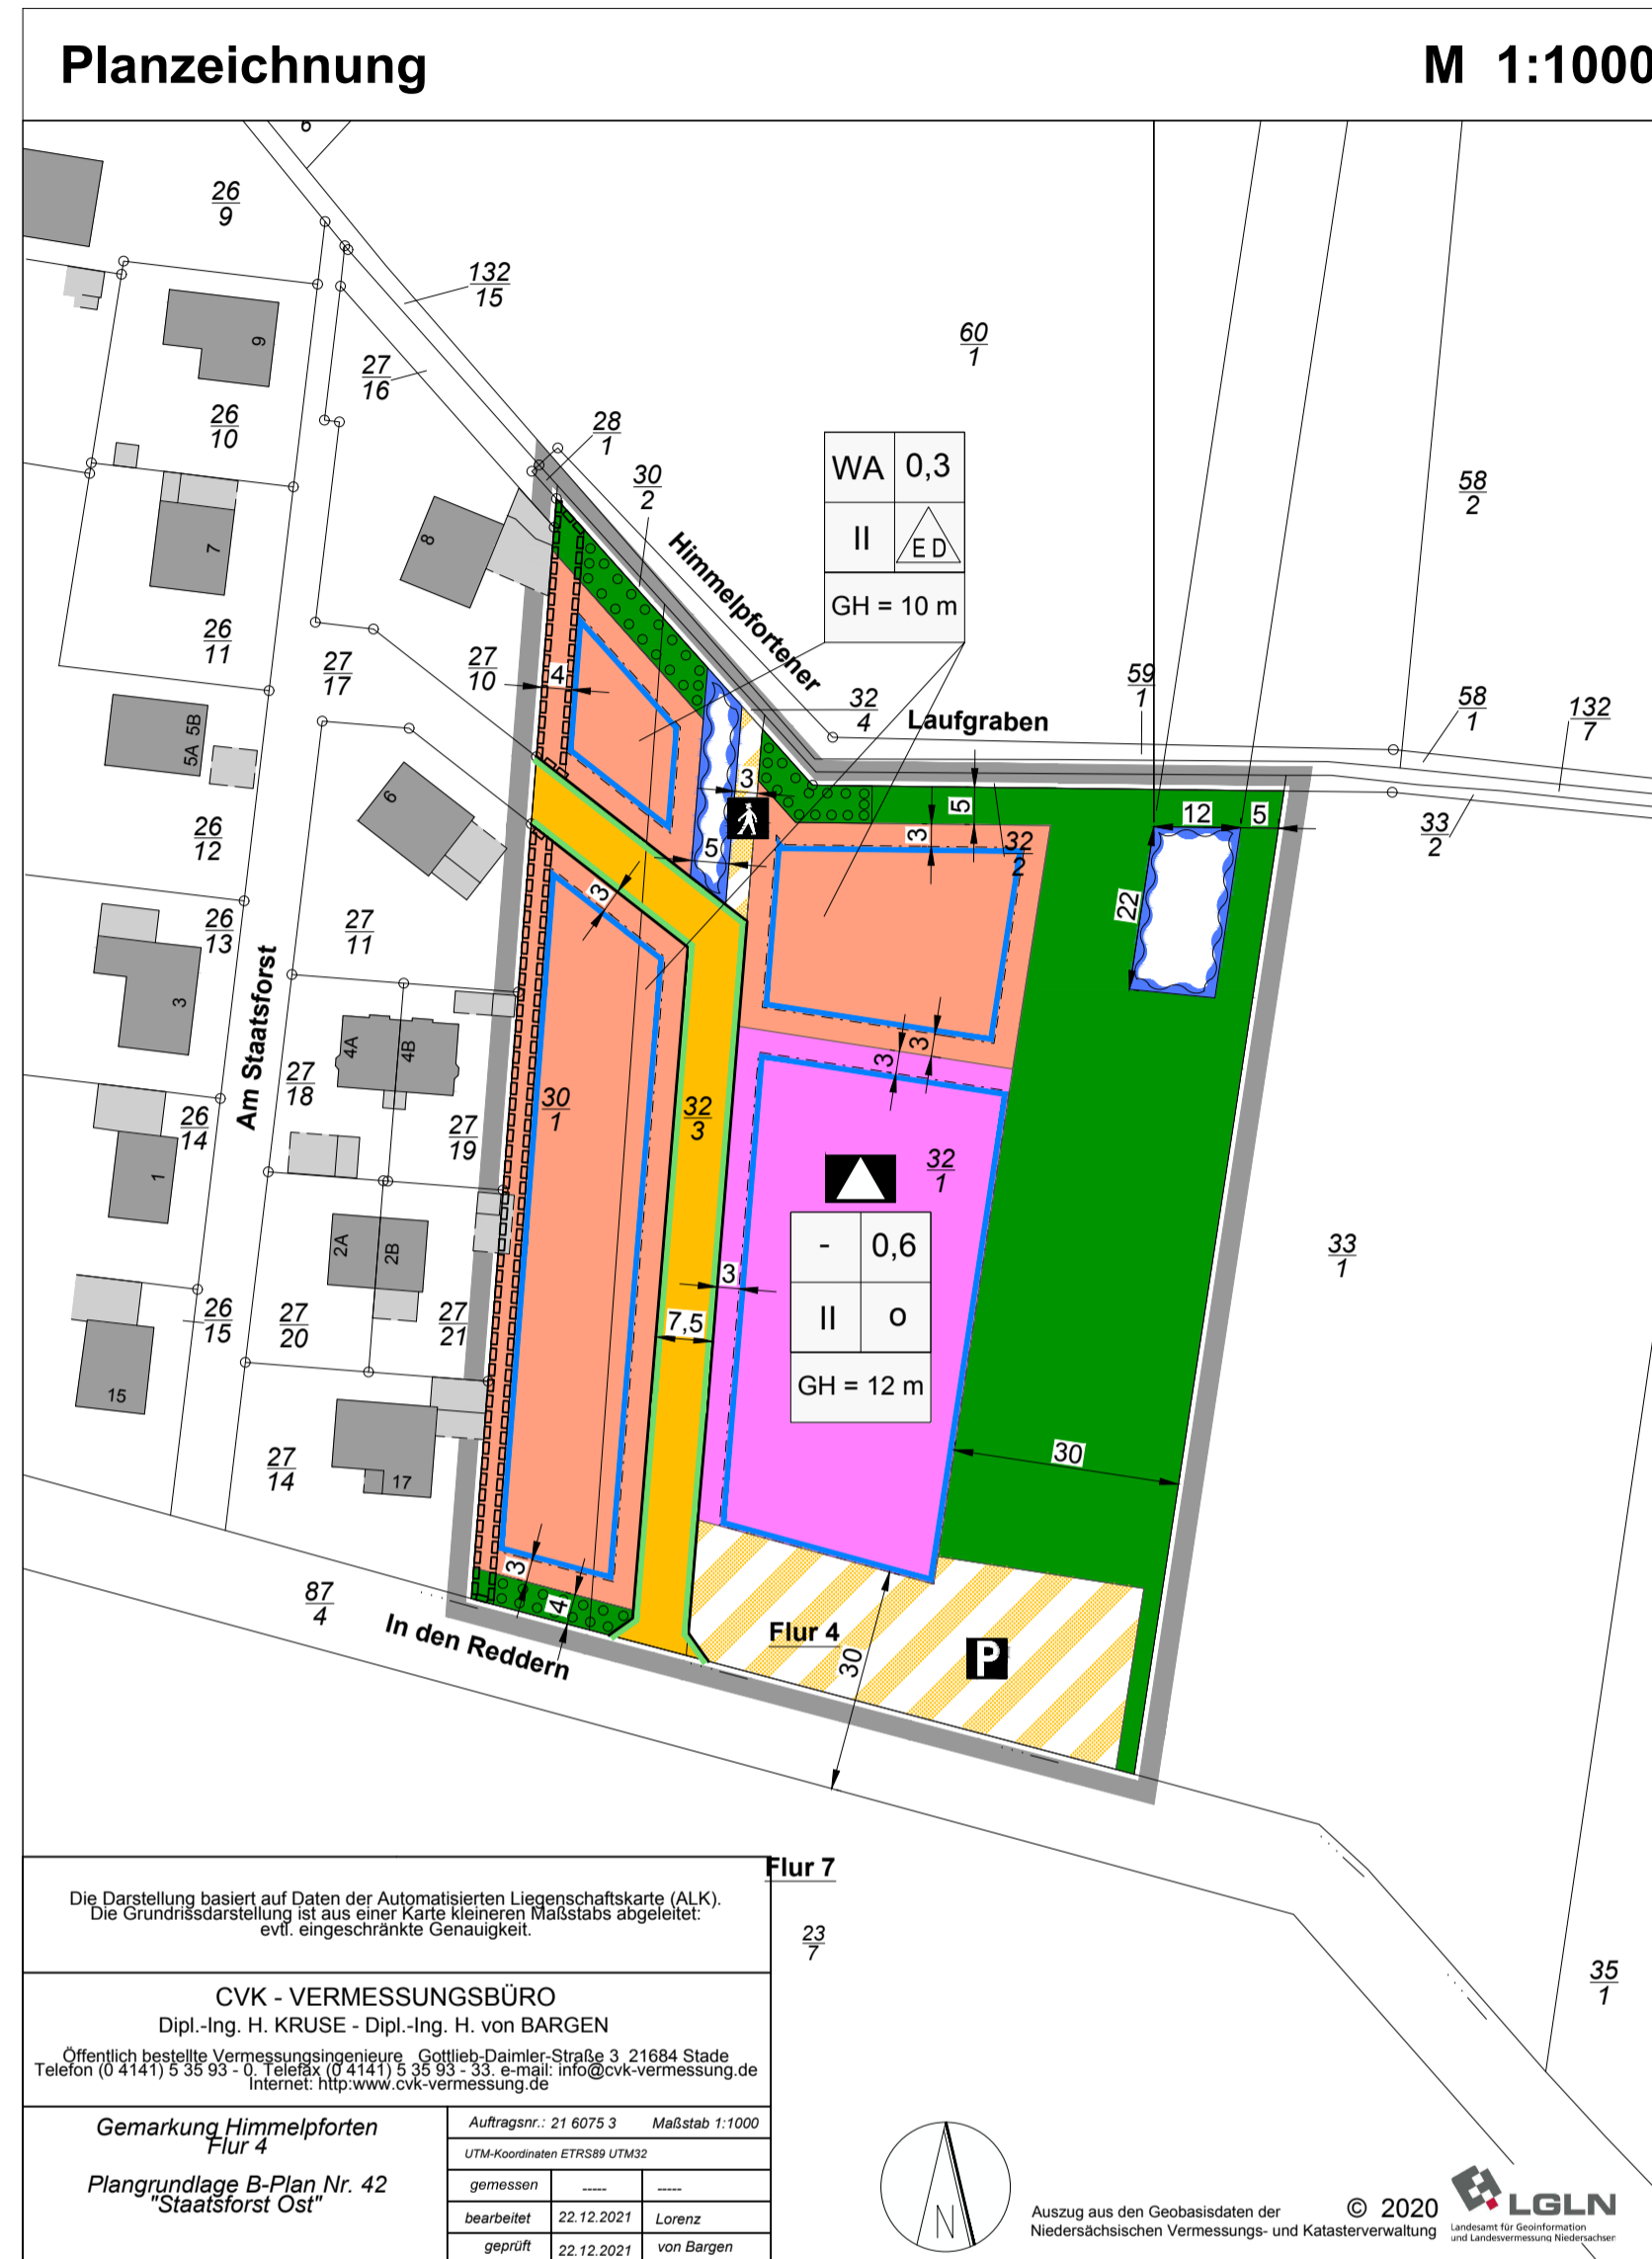 Planzeichnung
M 1:1000
6
26
9
132
15
9
27
16
60
1
26
10
28
1
30
2
WA 0,3
II E D
GH = 10 m
58
2
8
7
Himmelpfortener
26
11
27
17
27
10
4
32
4
59
1
58
1
132
7
Laufgraben
5A 5B
3
5
3
12
5
6
26
12
5
32
2
33
2
22
3
26
13
27
11
Am Staatsforst
3
4A
4B
3
3
27
18
30
1
32
3
26
14
27
19
32
1
1
2A
2B
- 0,6
II o
GH = 12 m
33
1
3
7,5
26
15
27
20
27
21
15
30
27
14
17
3
4
87
4
In den Reddern
Flur 4
30
P
Flur 7
23
7
35
1
Die Darstellung basiert auf Daten der Automatisierten Liegenschaftskarte (ALK).
Die Grundrissdarstellung ist aus einer Karte kleineren Maßstabs abgeleitet:
evtl. eingeschränkte Genauigkeit.
CVK - VERMESSUNGSBÜRO
Dipl.-Ing. H. KRUSE - Dipl.-Ing. H. von BARGEN
Öffentlich bestellte Vermessungsingenieure Gottlieb-Daimler-Straße 3 21684 Stade
Telefon (0 4141) 5 35 93 - 0. Telefax (0 4141) 5 35 93 - 33. e-mail: info@cvk-vermessung.de
Internet: http:www.cvk-vermessung.de
Gemarkung Himmelpforten
Flur 4
Plangrundlage B-Plan Nr. 42
"Staatsforst Ost"
Auftragsnr.: 21 6075 3 Maßstab 1:1000
UTM-Koordinaten ETRS89 UTM32
gemessen ----- -----
bearbeitet 22.12.2021 Lorenz
geprüft 22.12.2021 von Bargen
N
Auszug aus den Geobasisdaten der
Niedersächsischen Vermessungs- und Katasterverwaltung
© 2020
LGLN
Landesamt für Geoinformation
und Landesvermessung Niedersachsen